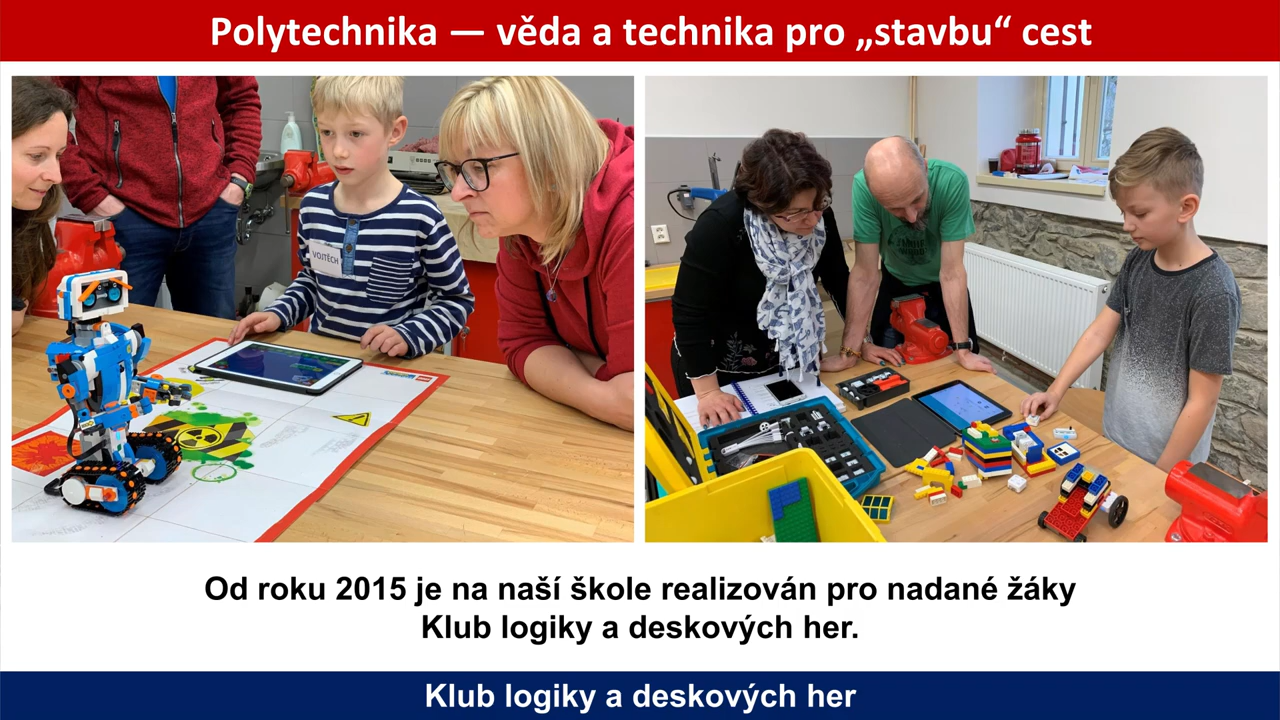 Polytechnika — věda a technika pro „stavbu“ cest
VOJTĚCH
Od roku 2015 je na naší škole realizován pro nadané žáky
Klub logiky a deskových her.
Klub logiky a deskových her